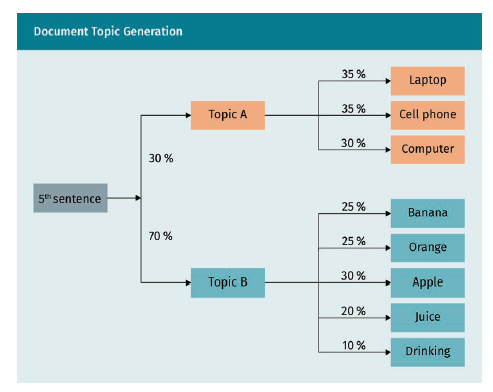 Document Topic Generation
35 %
Laptop
Topic A
35 %
Cell phone
30 %
Computer
30 %
5th sentence
70 %
25 %
Banana
25 %
Orange
Topic B
30 %
Apple
20 %
Juice
10 %
Drinking